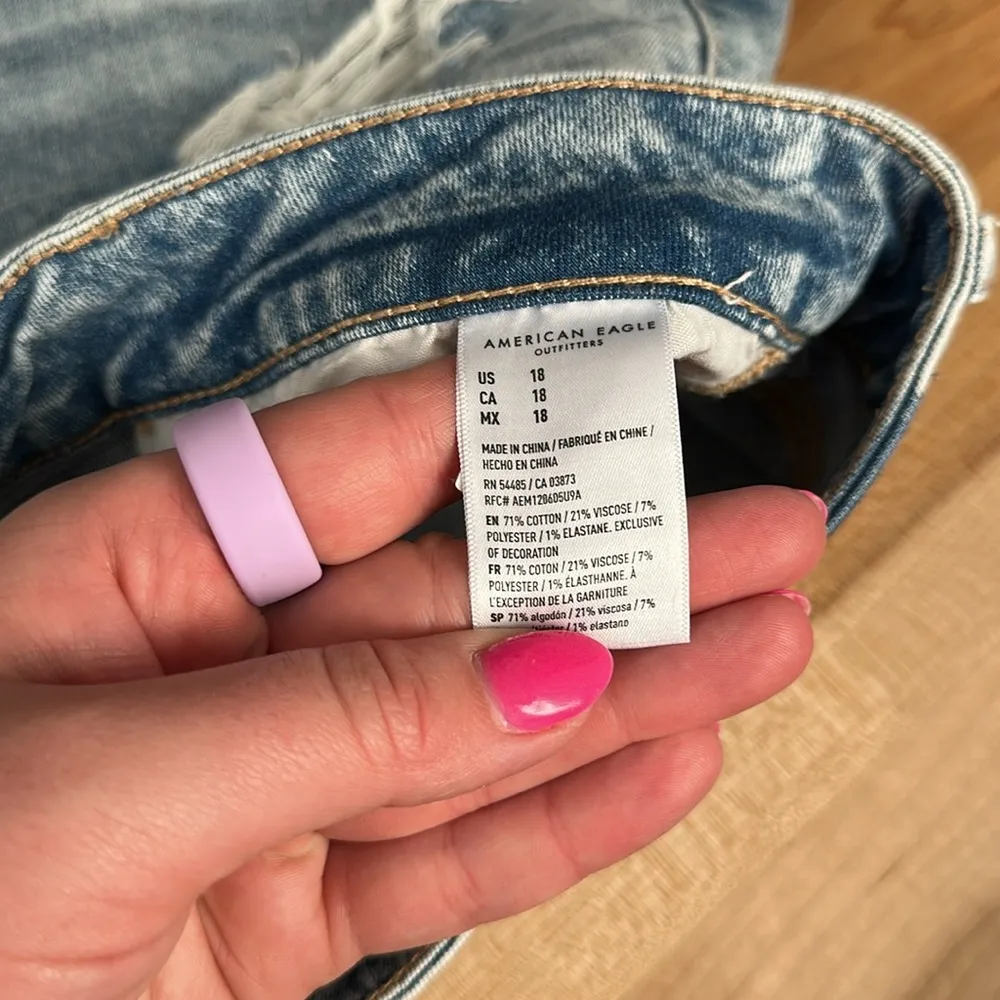 AMERICAN EAGLE
OUTFITTERS
US 18
CA 18
MX 18
MADE IN CHINA / FABRIQUÉ EN CHINE /
HECHO EN CHINA
RN 54485 / CA 03873
RFC# AEM120605U9A
EN 71% COTTON / 21% VISCOSE / 7%
POLYESTER / 1% ELASTANE. EXCLUSIVE
OF DECORATION
FR 71% COTON / 21% VISCOSE / 7%
POLYESTER / 1% ÉLASTHANNE. À
L'EXCEPTION DE LA GARNITURE
SP 71% algodón / 21% viscosa / 7%
/ 1% elastano